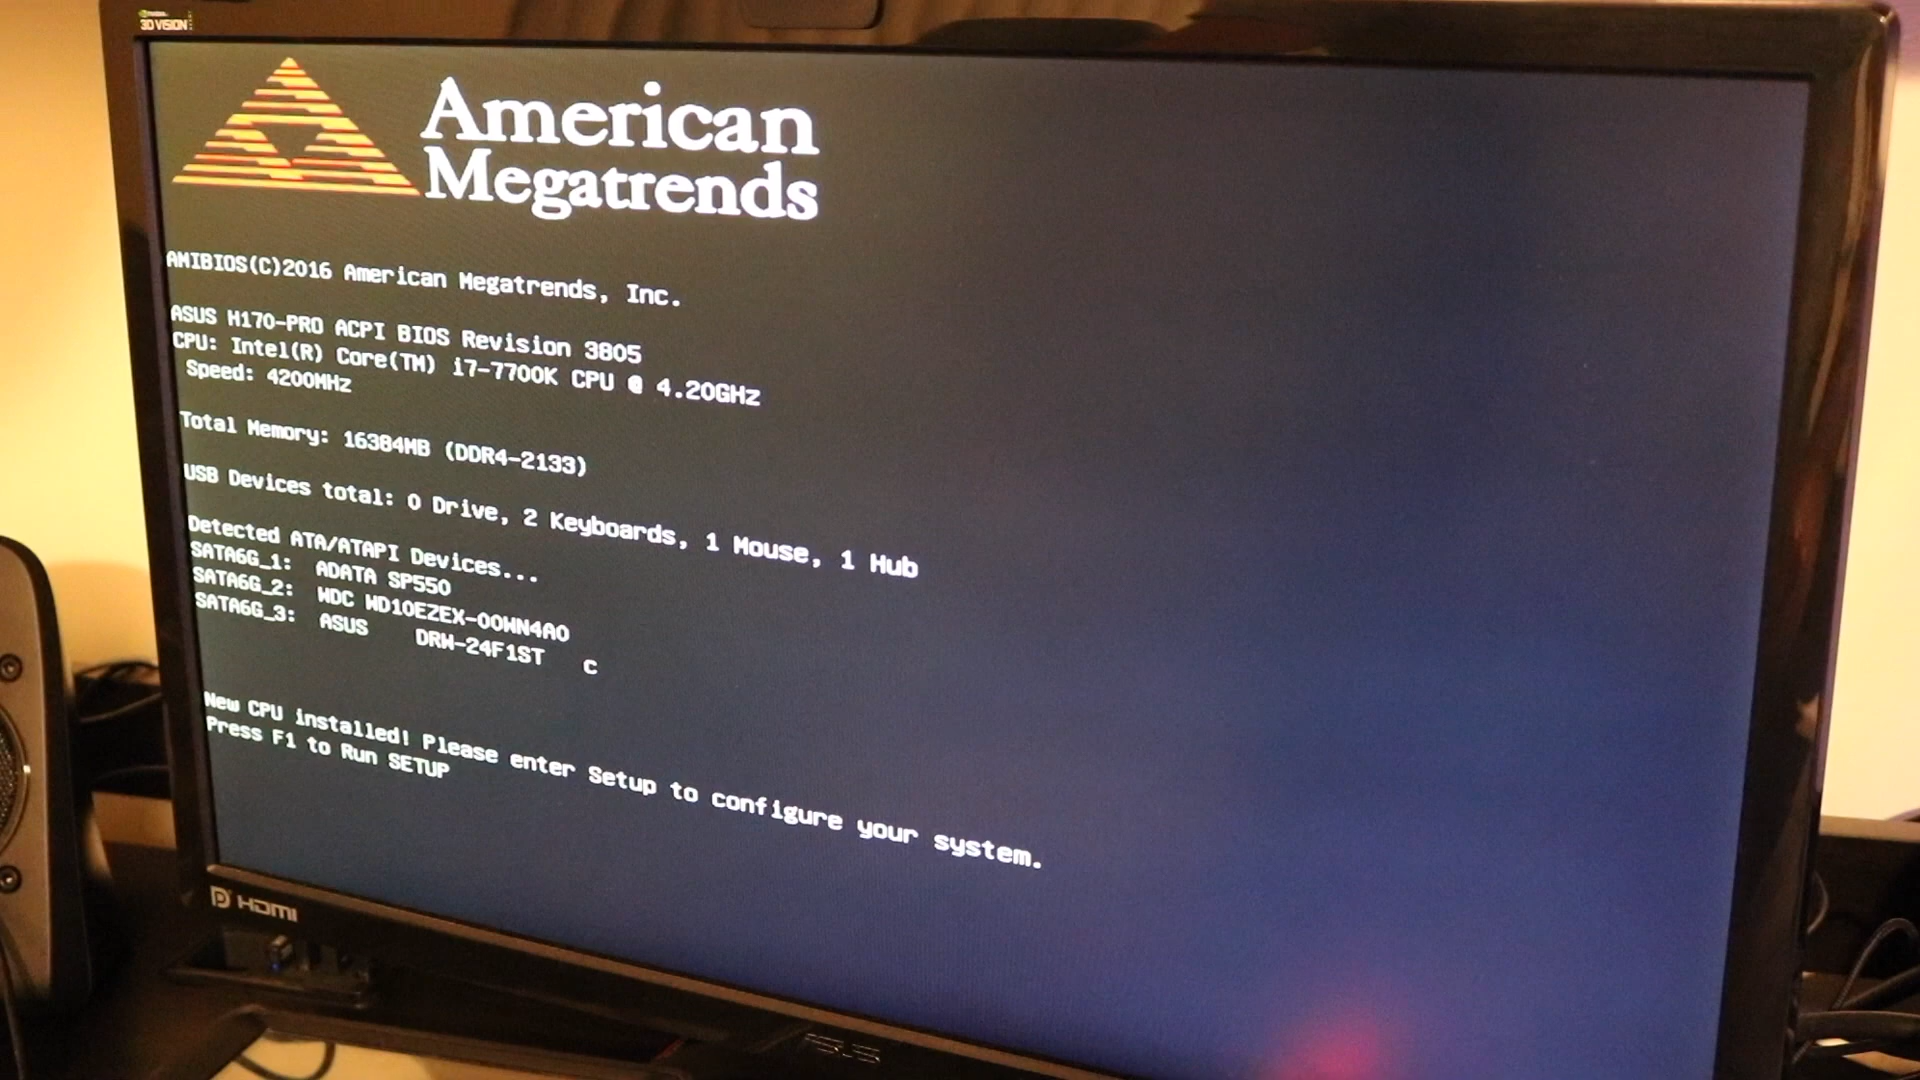 NVIDIA
3D VISION
American
Megatrends
AMIBIOS(C)2016 American Megatrends, Inc.
ASUS H170-PRO ACPI BIOS Revision 3805
CPU: Intel(R) Core(TM) i7-7700K CPU @ 4.20GHz
Speed: 4200MHz
Total Memory: 16384MB (DDR4-2133)
USB Devices total: 0 Drive, 2 Keyboards, 1 Mouse, 1 Hub
Detected ATA/ATAPI Devices...
SATA6G_1: ADATA SP550
SATA6G_2: WDC WD10EZEX-00WN4A0
SATA6G_3: ASUS DRW-24F1ST c
New CPU installed! Please enter Setup to configure your system.
Press F1 to Run SETUP
HDMI
ASUS